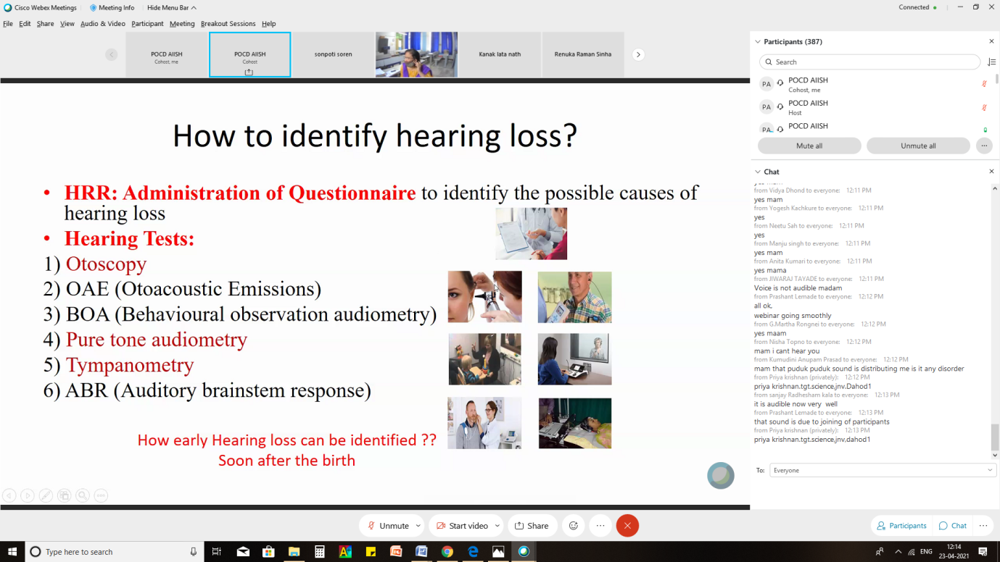 Cisco Webex Meetings
Meeting Info
Hide Menu Bar
Connected
File Edit Share View Audio & Video Participant Meeting Breakout Sessions Help
POCD AIISH
Cohost, me
POCD AIISH
Cohost
sonpoti soren
Kanak lata nath
Renuka Raman Sinha
How to identify hearing loss?
• HRR: Administration of Questionnaire to identify the possible causes of
hearing loss
• Hearing Tests:
1) Otoscopy
2) OAE (Otoacoustic Emissions)
3) BOA (Behavioural observation audiometry)
4) Pure tone audiometry
5) Tympanometry
6) ABR (Auditory brainstem response)
How early Hearing loss can be identified ??
Soon after the birth
Participants (387)
Search
PA POCD AIISH
Cohost, me
PA POCD AIISH
Host
PA POCD AIISH
Mute all
Unmute all
Chat
from Vidya Dhond to everyone: 12:11 PM
yes mam
from Yogesh Kachkure to everyone: 12:11 PM
yes
from Neetu Sah to everyone: 12:11 PM
yes
from Manju singh to everyone: 12:11 PM
yes mam
from Anita Kumari to everyone: 12:11 PM
yes mama
from JIWARAJ TAYADE to everyone: 12:11 PM
Voice is not audible madam
from Prashant Lemade to everyone: 12:12 PM
all ok,
webinar going smoothly
from G.Martha Rongnei to everyone: 12:12 PM
yes maam
from Nisha Topno to everyone: 12:12 PM
mam i cant hear you
from Kumudini Anupam Prasad to everyone: 12:12 PM
mam that puduk puduk sound is distributing me is it any disorder
from Priya krishnan (privately): 12:12 PM
priya krishnan.tgt.science,jnv.Dahod1
from sanjay Radhesham kala to everyone: 12:13 PM
it is audible now very well
from Prashant Lemade to everyone: 12:13 PM
that sound is due to joining of participants
from Priya krishnan (privately): 12:13 PM
priya krishnan.tgt.science,jnv.dahod1
To: Everyone
Unmute
Start video
Share
Participants
Chat
Type here to search
ENG
12:14
23-04-2021